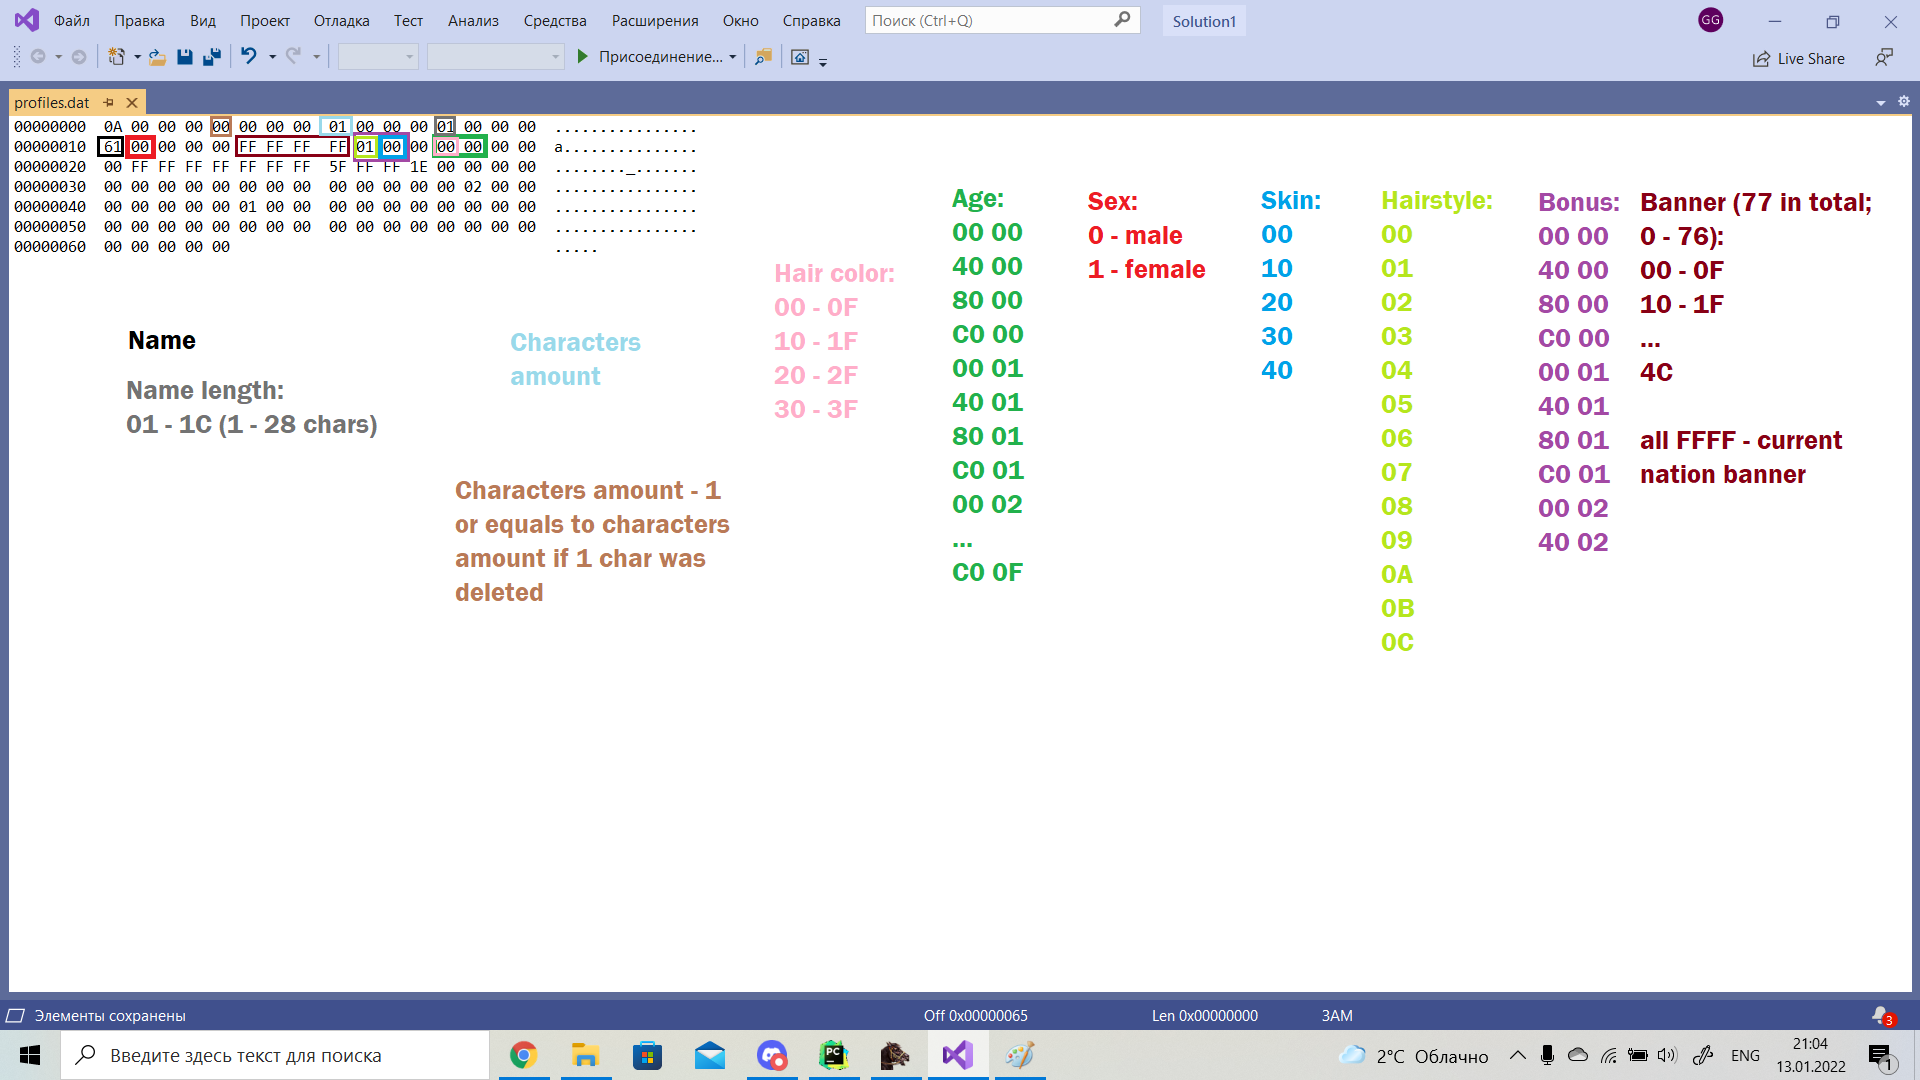 Файл Правка Вид Проект Отладка Тест Анализ Средства Расширения Окно Справка Поиск (Ctrl+Q) Solution1 GG
Присоединение... Live Share
profiles.dat
00000000 0A 00 00 00 00 00 00 00 01 00 00 00 01 00 00 00 ................
00000010 61 00 00 00 00 FF FF FF FF 01 00 00 00 00 00 00 a...............
00000020 00 FF FF FF FF FF FF FF 5F FF FF 1E 00 00 00 00 ........_.......
00000030 00 00 00 00 00 00 00 00 00 00 00 00 00 02 00 00 ................
00000040 00 00 00 00 00 01 00 00 00 00 00 00 00 00 00 00 ................
00000050 00 00 00 00 00 00 00 00 00 00 00 00 00 00 00 00 ................
00000060 00 00 00 00 00 .....
Name
Name length:
01 - 1C (1 - 28 chars)
Characters
amount
Characters amount - 1
or equals to characters
amount if 1 char was
deleted
Hair color:
00 - 0F
10 - 1F
20 - 2F
30 - 3F
Age:
00 00
40 00
80 00
C0 00
00 01
40 01
80 01
C0 01
00 02
...
C0 0F
Sex:
0 - male
1 - female
Skin:
00
10
20
30
40
Hairstyle:
00
01
02
03
04
05
06
07
08
09
0A
0B
0C
Bonus:
00 00
40 00
80 00
C0 00
00 01
40 01
80 01
C0 01
00 02
40 02
Banner (77 in total;
0 - 76):
00 - 0F
10 - 1F
...
4C
all FFFF - current
nation banner
Элементы сохранены Off 0x00000065 Len 0x00000000 ЗАМ 3
Введите здесь текст для поиска PC 2°C Облачно ENG 21:04
13.01.2022 1